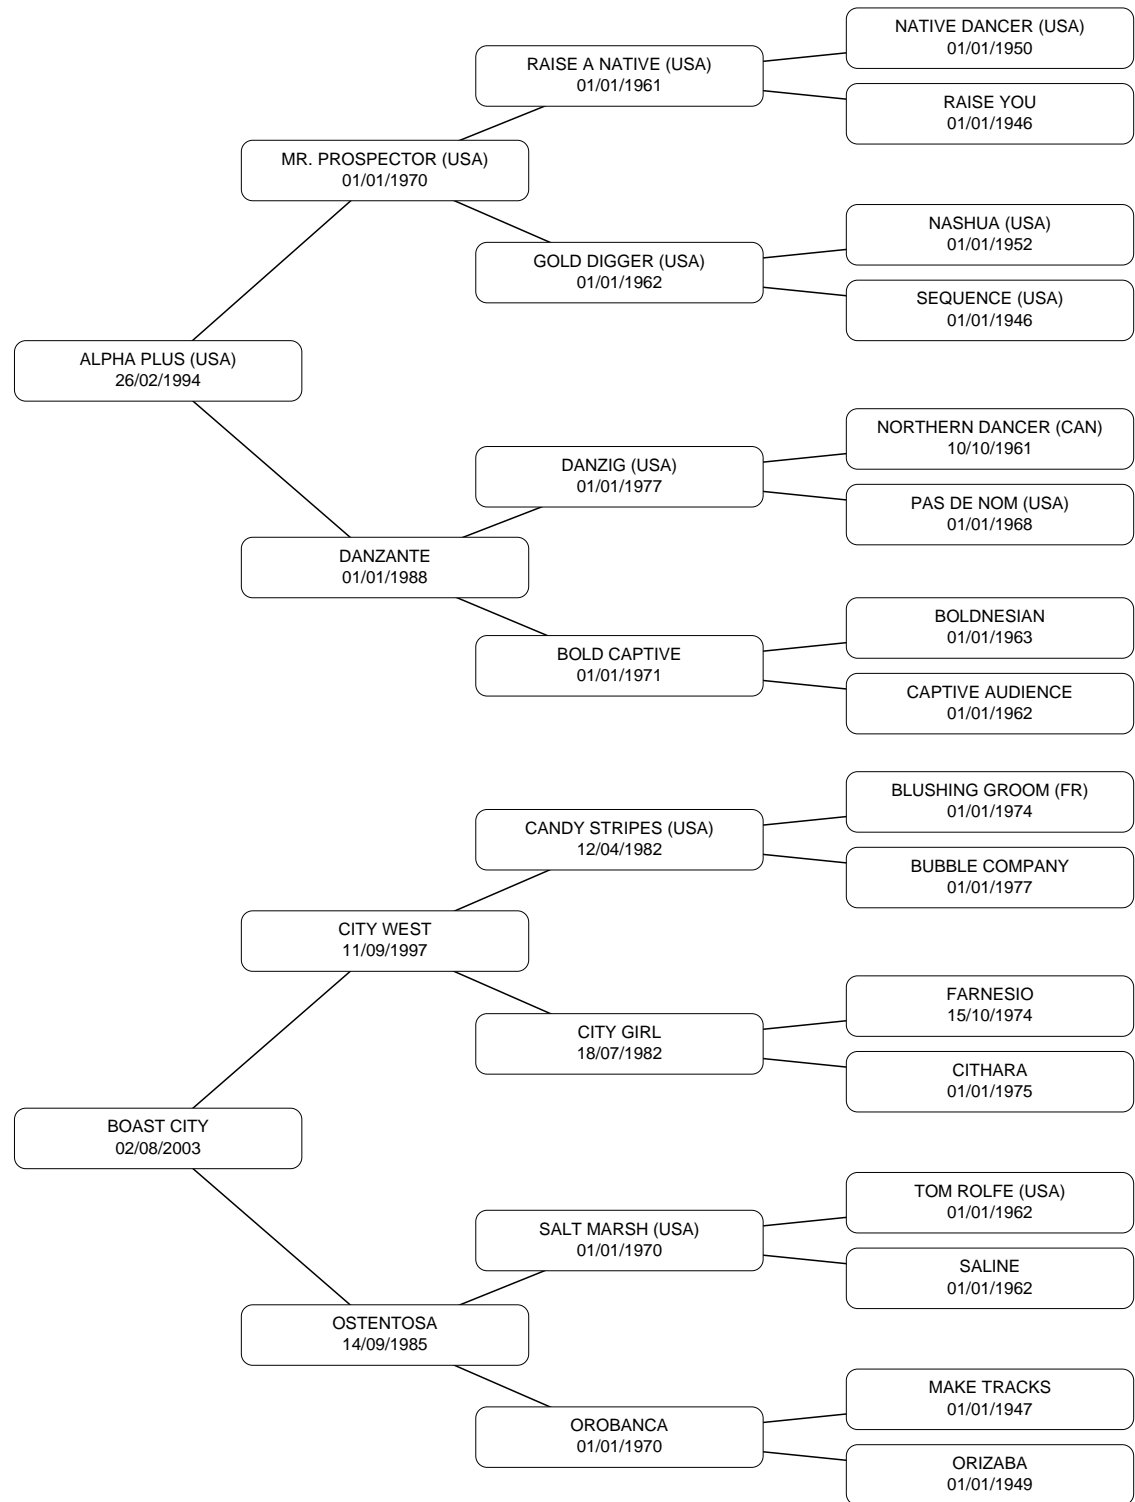 NATIVE DANCER (USA)
01/01/1950
RAISE A NATIVE (USA)
01/01/1961
RAISE YOU
01/01/1946
MR. PROSPECTOR (USA)
01/01/1970
NASHUA (USA)
01/01/1952
GOLD DIGGER (USA)
01/01/1962
SEQUENCE (USA)
01/01/1946
ALPHA PLUS (USA)
26/02/1994
NORTHERN DANCER (CAN)
10/10/1961
DANZIG (USA)
01/01/1977
PAS DE NOM (USA)
01/01/1968
DANZANTE
01/01/1988
BOLDNESIAN
01/01/1963
BOLD CAPTIVE
01/01/1971
CAPTIVE AUDIENCE
01/01/1962
BLUSHING GROOM (FR)
01/01/1974
CANDY STRIPES (USA)
12/04/1982
BUBBLE COMPANY
01/01/1977
CITY WEST
11/09/1997
FARNESIO
15/10/1974
CITY GIRL
18/07/1982
CITHARA
01/01/1975
BOAST CITY
02/08/2003
TOM ROLFE (USA)
01/01/1962
SALT MARSH (USA)
01/01/1970
SALINE
01/01/1962
OSTENTOSA
14/09/1985
MAKE TRACKS
01/01/1947
OROBANCA
01/01/1970
ORIZABA
01/01/1949